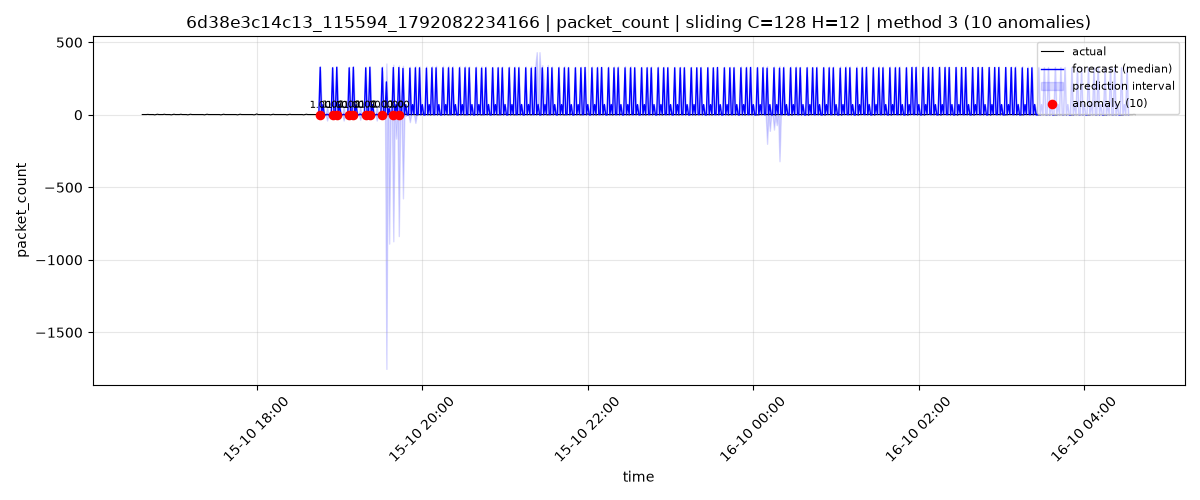 6d38e3c14c13_115594_1792082234166 | packet_count | sliding C=128 H=12 | method 3 (10 anomalies)
actual
forecast (median)
prediction interval
anomaly (10)
500
0
−500
−1000
−1500
packet_count
15-10 18:00
15-10 20:00
15-10 22:00
16-10 00:00
16-10 02:00
16-10 04:00
time